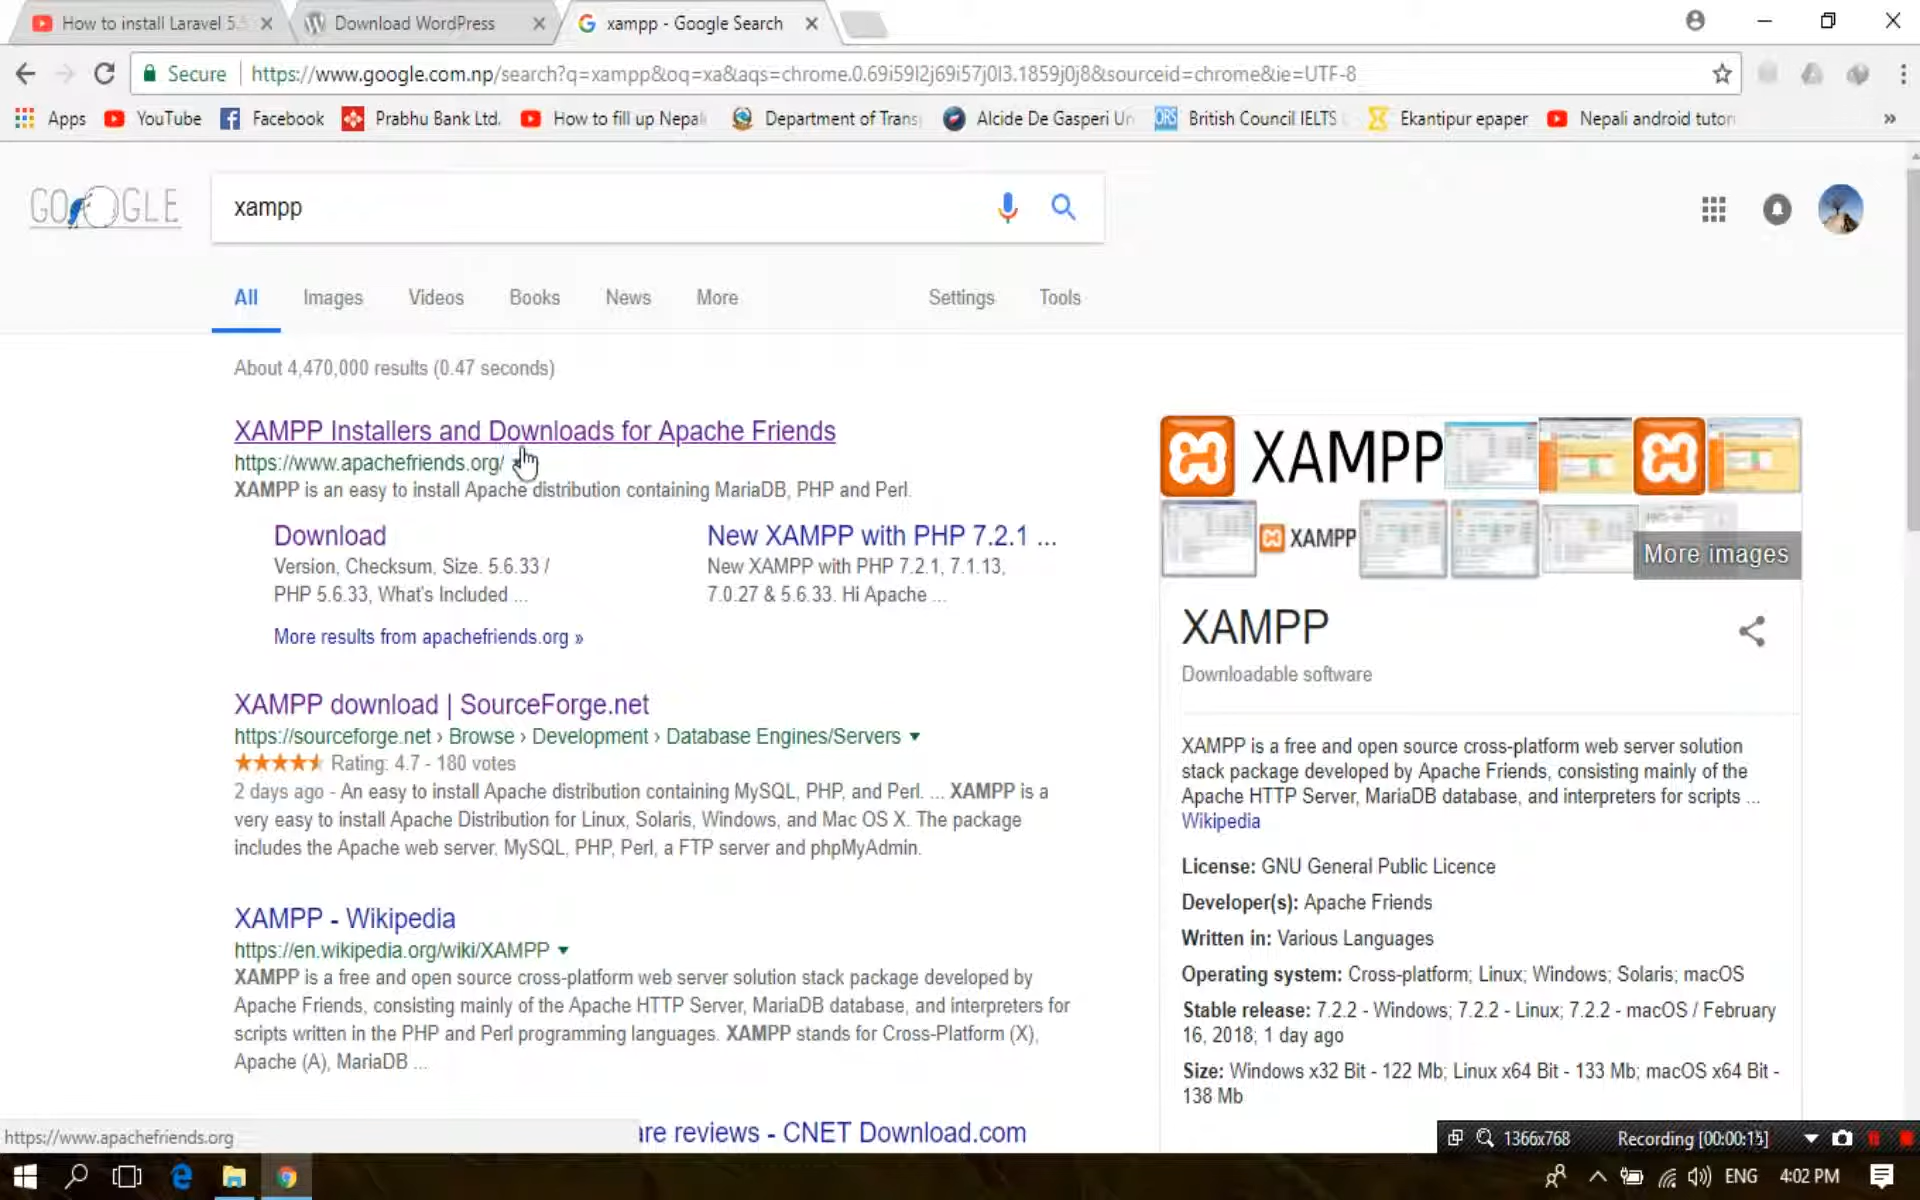 How to install Laravel 5.5
Download WordPress
xampp - Google Search
Secure
https://www.google.com.np/search?q=xampp&oq=xa&aqs=chrome.0.69i59l2j69i57j0l3.1859j0j8&sourceid=chrome&ie=UTF-8
Apps
YouTube
Facebook
Prabhu Bank Ltd.
How to fill up Nepal
Department of Trans
Alcide De Gasperi Un
British Council IELTS
Ekantipur epaper
Nepali android tutor
»
GOOGLE
xampp
All
Images
Videos
Books
News
More
Settings
Tools
About 4,470,000 results (0.47 seconds)
XAMPP Installers and Downloads for Apache Friends
https://www.apachefriends.org/
XAMPP is an easy to install Apache distribution containing MariaDB, PHP and Perl.
Download
Version, Checksum, Size. 5.6.33 /
PHP 5.6.33, What's Included ...
New XAMPP with PHP 7.2.1 ...
New XAMPP with PHP 7.2.1, 7.1.13,
7.0.27 & 5.6.33. Hi Apache ...
More results from apachefriends.org »
XAMPP download | SourceForge.net
https://sourceforge.net › Browse › Development › Database Engines/Servers
Rating: 4.7 - 180 votes
2 days ago - An easy to install Apache distribution containing MySQL, PHP, and Perl. ... XAMPP is a
very easy to install Apache Distribution for Linux, Solaris, Windows, and Mac OS X. The package
includes the Apache web server, MySQL, PHP, Perl, a FTP server and phpMyAdmin.
XAMPP - Wikipedia
https://en.wikipedia.org/wiki/XAMPP
XAMPP is a free and open source cross-platform web server solution stack package developed by
Apache Friends, consisting mainly of the Apache HTTP Server, MariaDB database, and interpreters for
scripts written in the PHP and Perl programming languages. XAMPP stands for Cross-Platform (X),
Apache (A), MariaDB ...
reviews - CNET Download.com
XAMPP
XAMPP
More images
XAMPP
Downloadable software
XAMPP is a free and open source cross-platform web server solution
stack package developed by Apache Friends, consisting mainly of the
Apache HTTP Server, MariaDB database, and interpreters for scripts ...
Wikipedia
License: GNU General Public Licence
Developer(s): Apache Friends
Written in: Various Languages
Operating system: Cross-platform; Linux; Windows; Solaris; macOS
Stable release: 7.2.2 - Windows; 7.2.2 - Linux; 7.2.2 - macOS / February
16, 2018; 1 day ago
Size: Windows x32 Bit - 122 Mb; Linux x64 Bit - 133 Mb; macOS x64 Bit -
138 Mb
https://www.apachefriends.org
1366x768
Recording [00:00:15]
ENG
4:02 PM